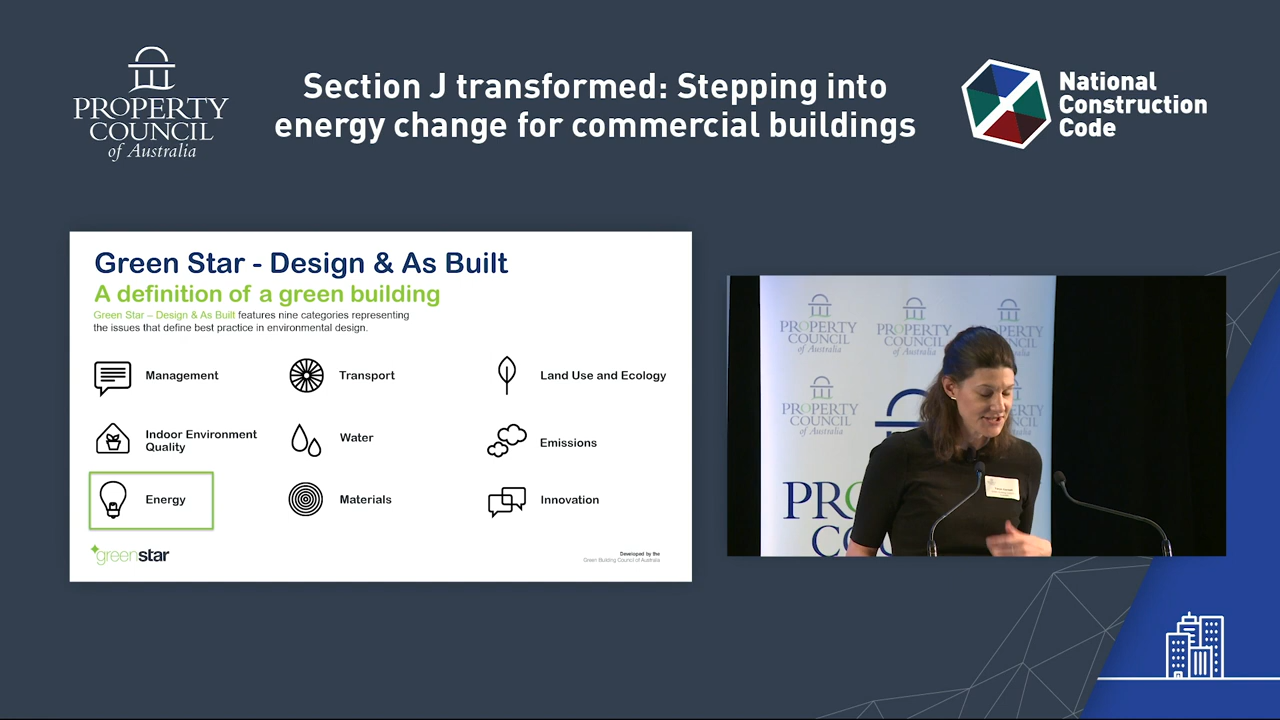 PROPERTY
COUNCIL
of Australia
Section J transformed: Stepping into
energy change for commercial buildings
National
Construction
Code
Green Star - Design & As Built
A definition of a green building
Green Star – Design & As Built features nine categories representing
the issues that define best practice in environmental design.
Management
Transport
Land Use and Ecology
Indoor Environment
Quality
Water
Emissions
Energy
Materials
Innovation
greenstar
Developed by the
Green Building Council of Australia
PROPERTY
COUNCIL
of Australia
PROPERTY
COUNCIL
of Australia
PROPERTY
COUNCIL
of Australia
PROPERTY
COUNCIL
of Australia